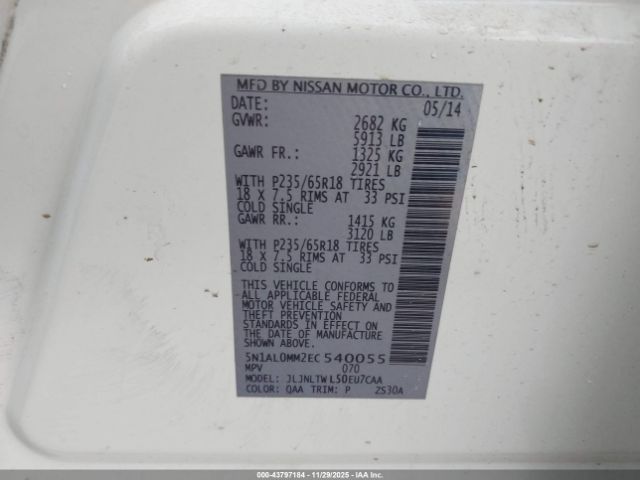 MFD BY NISSAN MOTOR CO., LTD.
DATE: 05/14
GVWR: 2682 KG
5913 LB
GAWR FR.: 1325 KG
2921 LB
WITH P235/65R18 TIRES
18 X 7.5 RIMS AT 33 PSI
COLD SINGLE
GAWR RR.: 1415 KG
3120 LB
WITH P235/65R18 TIRES
18 X 7.5 RIMS AT 33 PSI
COLD SINGLE
THIS VEHICLE CONFORMS TO
ALL APPLICABLE FEDERAL
MOTOR VEHICLE SAFETY AND
THEFT PREVENTION
STANDARDS IN EFFECT ON
THE DATE OF MANUFACTURE
SHOWN ABOVE.
5N1AL0MM2EC540055
MPV 070
MODEL: JLJNLTWL50EU7CAA
COLOR: QAA TRIM: P ZS30A
000-43797184 - 11/29/2025 - IAAI.COM